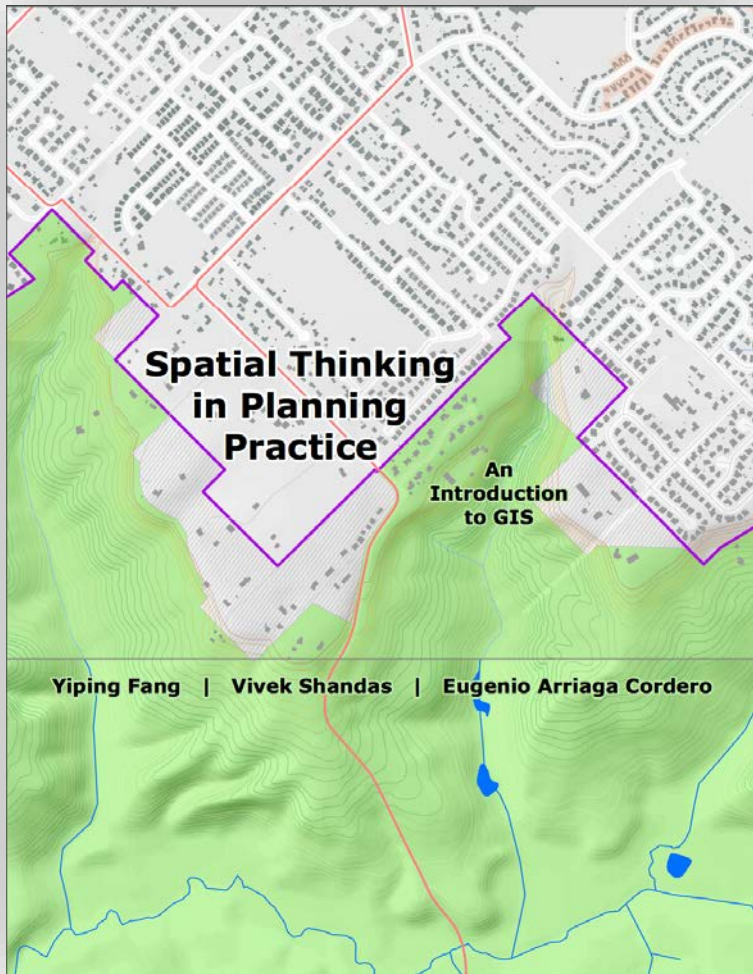 Spatial Thinking
in Planning
Practice
An
Introduction
to GIS
Yiping Fang | Vivek Shandas | Eugenio Arriaga Cordero